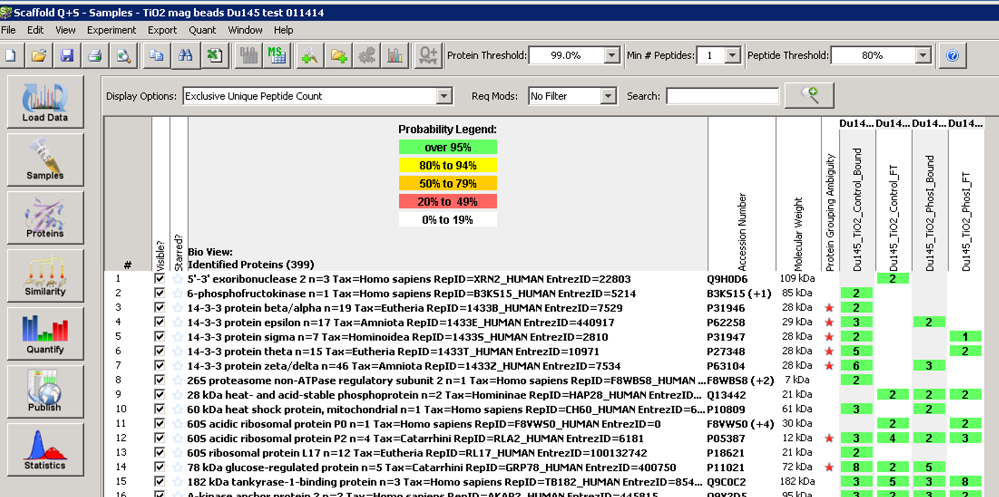 Scaffold Q+S - Samples - TiO2 mag beads Du145 test 011414
File Edit View Experiment Export Quant Window Help
BIO MS Q+ Protein Threshold: 99.0% Min # Peptides: 1 Peptide Threshold: 80% ?
Load Data
Samples
Proteins
Similarity
Quantify
Publish
Statistics
Display Options: Exclusive Unique Peptide Count Req Mods: No Filter Search:
Probability Legend:
over 95%
80% to 94%
50% to 79%
20% to 49%
0% to 19%
Du14... Du14... Du14... Du14...
# Visible? Starred?
Bio View:
Identified Proteins (399)
Accession Number
Molecular Weight
Protein Grouping Ambiguity
Du145_TiO2_Control_Bound
Du145_TiO2_Control_FT
Du145_TiO2_PhosI_Bound
Du145_TiO2_PhosI_FT
1 5'-3' exoribonuclease 2 n=3 Tax=Homo sapiens RepID=XRN2_HUMAN EntrezID=22803 Q9H0D6 109 kDa 2
2 6-phosphofructokinase n=1 Tax=Homo sapiens RepID=B3KS15_HUMAN EntrezID=5214 B3KS15 (+1) 85 kDa 2
3 14-3-3 protein beta/alpha n=19 Tax=Eutheria RepID=1433B_HUMAN EntrezID=7529 P31946 28 kDa 2
4 14-3-3 protein epsilon n=17 Tax=Amniota RepID=1433E_HUMAN EntrezID=440917 P62258 29 kDa 3 2
5 14-3-3 protein sigma n=7 Tax=Hominoidea RepID=1433S_HUMAN EntrezID=2810 P31947 28 kDa 2 1
6 14-3-3 protein theta n=15 Tax=Eutheria RepID=1433T_HUMAN EntrezID=10971 P27348 28 kDa 5 2
7 14-3-3 protein zeta/delta n=46 Tax=Amniota RepID=1433Z_HUMAN EntrezID=7534 P63104 28 kDa 6 3
8 26S proteasome non-ATPase regulatory subunit 2 n=1 Tax=Homo sapiens RepID=F8WBS8_HUMAN ... F8WBS8 (+2) 7 kDa 2
9 28 kDa heat- and acid-stable phosphoprotein n=2 Tax=Homininae RepID=HAP28_HUMAN EntrezID... Q13442 21 kDa 2 2 2
10 60 kDa heat shock protein, mitochondrial n=1 Tax=Homo sapiens RepID=CH60_HUMAN EntrezID=6... P10809 61 kDa 3 2
11 60S acidic ribosomal protein P0 n=1 Tax=Homo sapiens RepID=F8VWS0_HUMAN EntrezID=0 F8VWS0 (+4) 30 kDa 2 2
12 60S acidic ribosomal protein P2 n=4 Tax=Catarrhini RepID=RLA2_HUMAN EntrezID=6181 P05387 12 kDa 3 4 2 3
13 60S ribosomal protein L17 n=12 Tax=Eutheria RepID=RL17_HUMAN EntrezID=100132742 P18621 21 kDa 2
14 78 kDa glucose-regulated protein n=5 Tax=Catarrhini RepID=GRP78_HUMAN EntrezID=400750 P11021 72 kDa 8 2 5
15 182 kDa tankyrase-1-binding protein n=3 Tax=Homo sapiens RepID=TB182_HUMAN EntrezID=854... Q9C0C2 182 kDa 3 5 3 8
16 A-kinase anchor protein 2 n=2 Tax=Homo sapiens RepID=AKAP2_HUMAN EntrezID=445815 Q9Y2D5 95 kDa 3 2 3 2